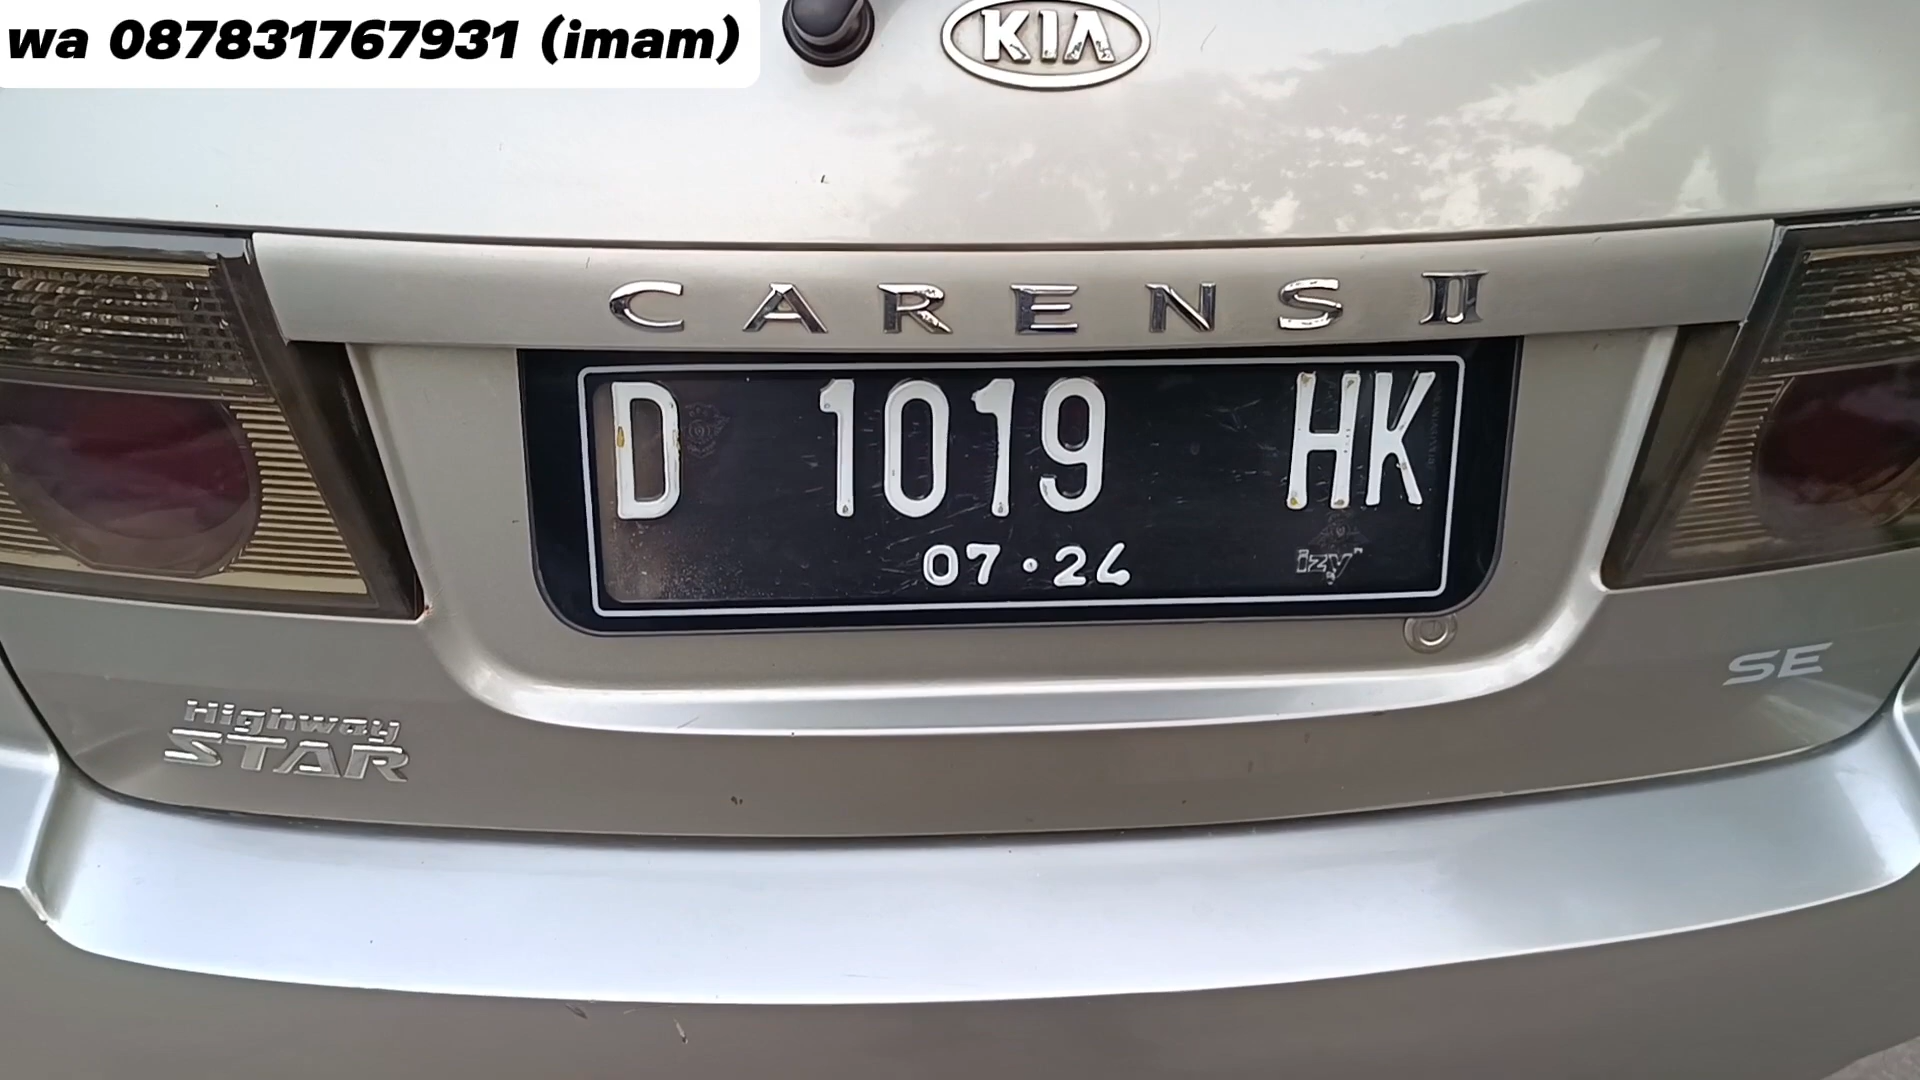 wa 087831767931 (imam)
KIA
CARENS II
D 1019 HK
07·24
izy
SE
Highway
STAR